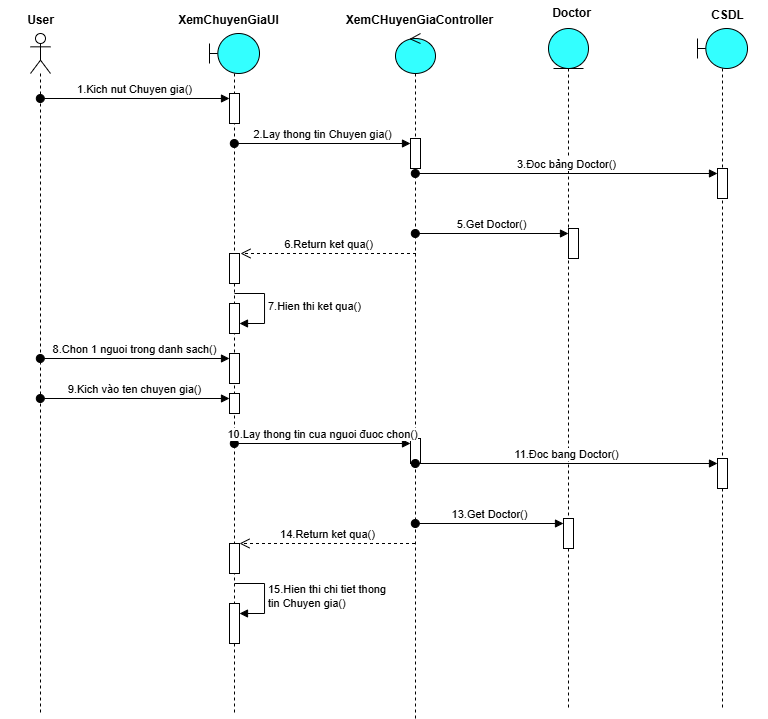 User
XemChuyenGiaUI
XemCHuyenGiaController
Doctor
CSDL
1.Kich nut Chuyen gia()
2.Lay thong tin Chuyen gia()
3.Đoc bảng Doctor()
5.Get Doctor()
6.Return ket qua()
7.Hien thi ket qua()
8.Chon 1 nguoi trong danh sach()
9.Kich vào ten chuyen gia()
10.Lay thong tin cua nguoi đuoc chon()
11.Đoc bang Doctor()
13.Get Doctor()
14.Return ket qua()
15.Hien thi chi tiet thong
tin Chuyen gia()